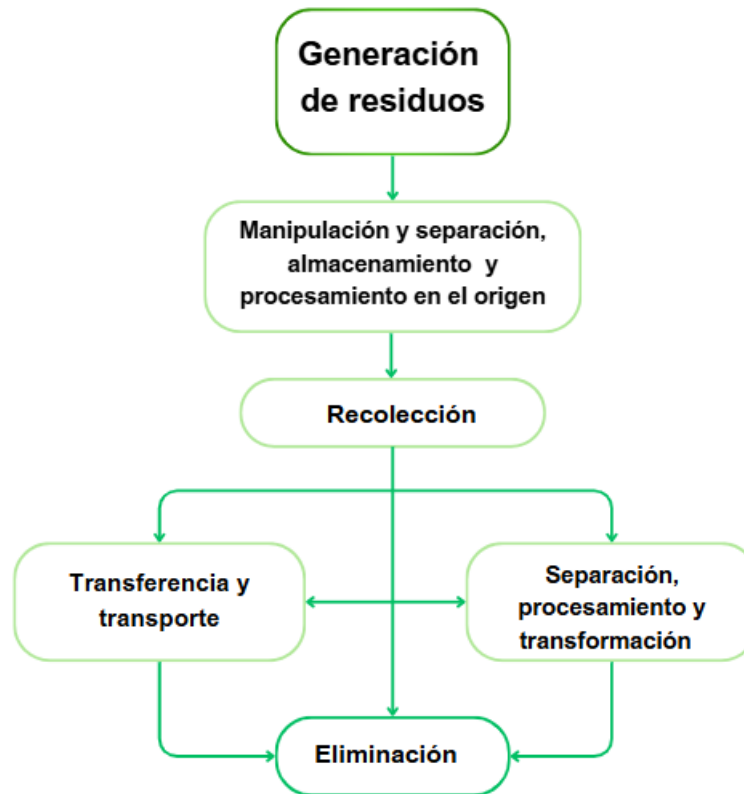 Generación
de residuos
Manipulación y separación,
almacenamiento y
procesamiento en el origen
Recolección
Transferencia y
transporte
Separación,
procesamiento y
transformación
Eliminación